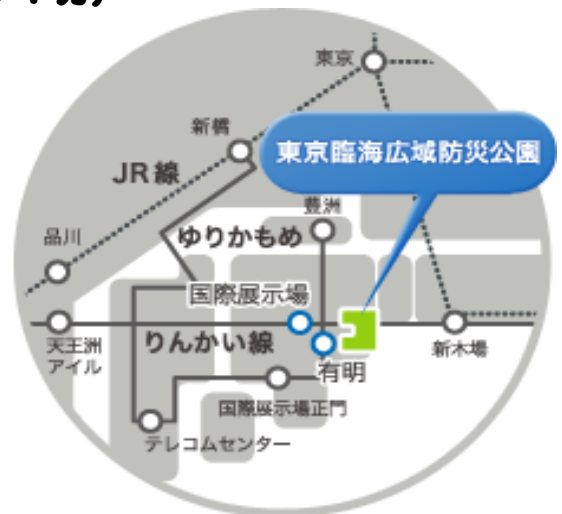 東京
新橋
東京臨海広域防災公園
JR線
豊洲
ゆりかもめ
品川
国際展示場
りんかい線
天王洲
アイル
新木場
有明
国際展示場正門
テレコムセンター